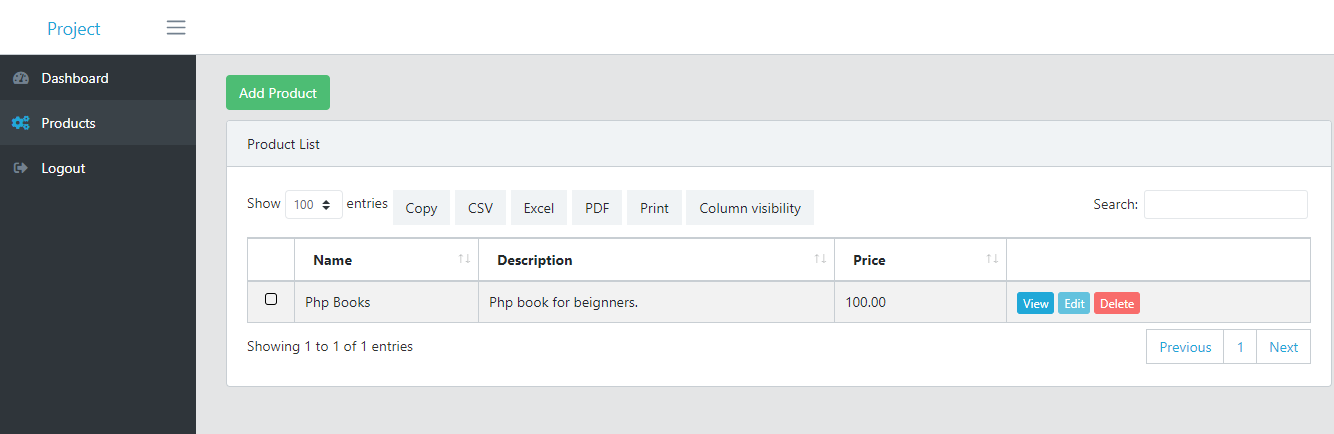 Project
Dashboard
Products
Logout
Add Product
Product List
Show 100 entries Copy CSV Excel PDF Print Column visibility Search:
Name Description Price
Php Books Php book for beignners. 100.00 View Edit Delete
Showing 1 to 1 of 1 entries Previous 1 Next